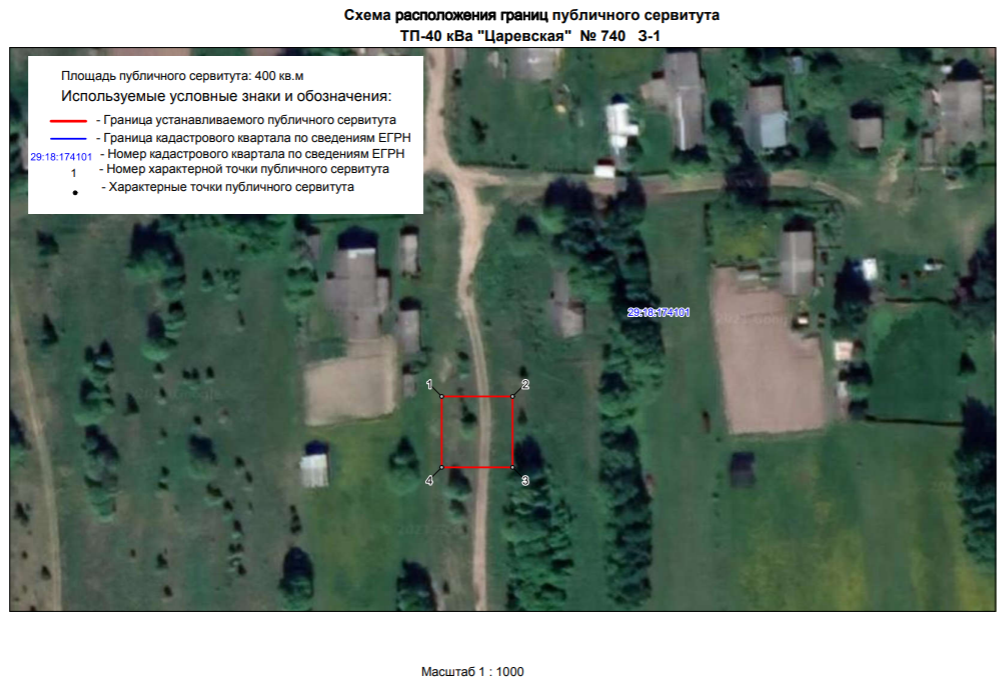 Схема расположения границ публичного сервитута
ТП-40 кВа "Царевская" № 740 З-1
Площадь публичного сервитута: 400 кв.м
Используемые условные знаки и обозначения:
- Граница устанавливаемого публичного сервитута
- Граница кадастрового квартала по сведениям ЕГРН
29:18:174101 - Номер кадастрового квартала по сведениям ЕГРН
1 - Номер характерной точки публичного сервитута
- Характерные точки публичного сервитута
29:18:174101
1 2
4 3
Масштаб 1 : 1000